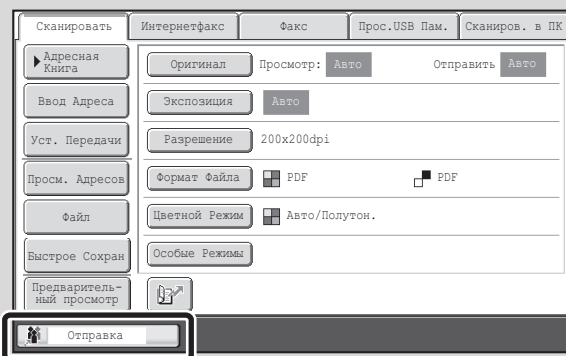 Сканировать Интернетфакс Факс Прос.USB Пам. Сканиров. в ПК
Адресная
Книга
Оригинал Просмотр: Авто Отправить Авто
Ввод Адреса Экспозиция Авто
Уст. Передачи Разрешение 200x200dpi
Просм. Адресов Формат Файла PDF PDF
Файл Цветной Режим Авто/Полутон.
Быстрое Сохран Особые Режимы
Предваритель-
ный просмотр
Отправка